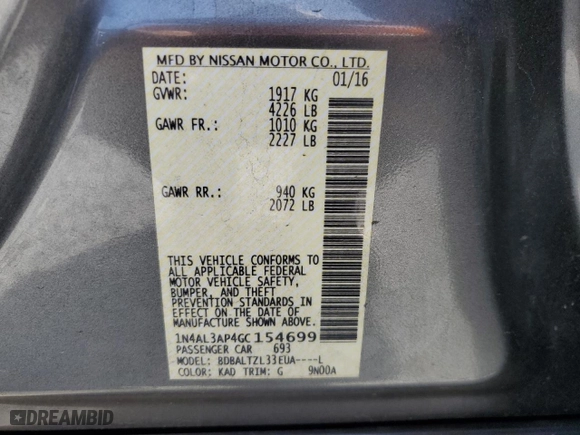 MFD BY NISSAN MOTOR CO., LTD.
DATE: 01/16
GVWR: 1917 KG
4226 LB
GAWR FR.: 1010 KG
2227 LB
GAWR RR.: 940 KG
2072 LB
THIS VEHICLE CONFORMS TO
ALL APPLICABLE FEDERAL
MOTOR VEHICLE SAFETY,
BUMPER, AND THEFT
PREVENTION STANDARDS IN
EFFECT ON THE DATE OF
MANUFACTURE SHOWN ABOVE.
1N4AL3AP4GC154699
PASSENGER CAR 693
MODEL: BDBALTZL33EUA----L
COLOR: KAD TRIM: G 9N00A
DREAMBID